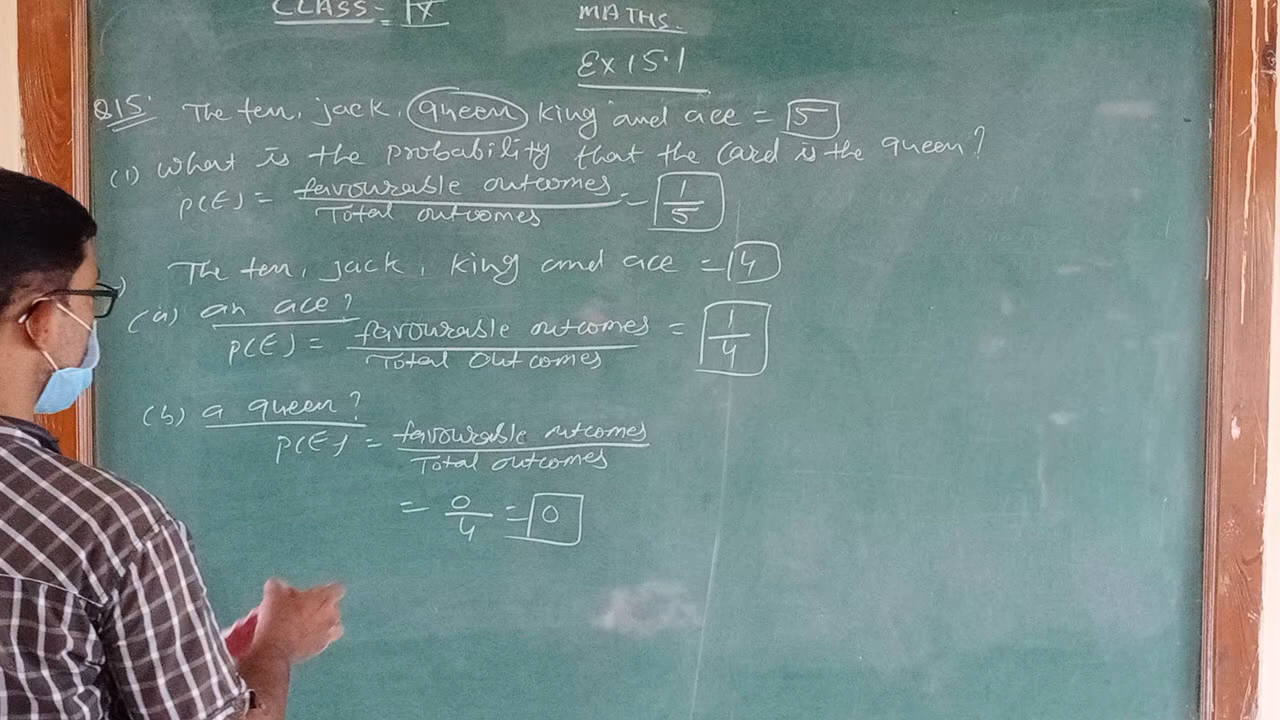 CLASS- IX
MATHS.
Ex 15.1
Q15. The ten, jack, queen king and ace = 5
(1) What is the probability that the card is the queen?
P(E) = favourable outcomes / Total outcomes = 1/5
) The ten, jack, king and ace = 4
(a) an ace?
P(E) = favourable outcomes / Total outcomes = 1/4
(b) a queen?
P(E) = favourable outcomes / Total outcomes
= 0/4 = 0